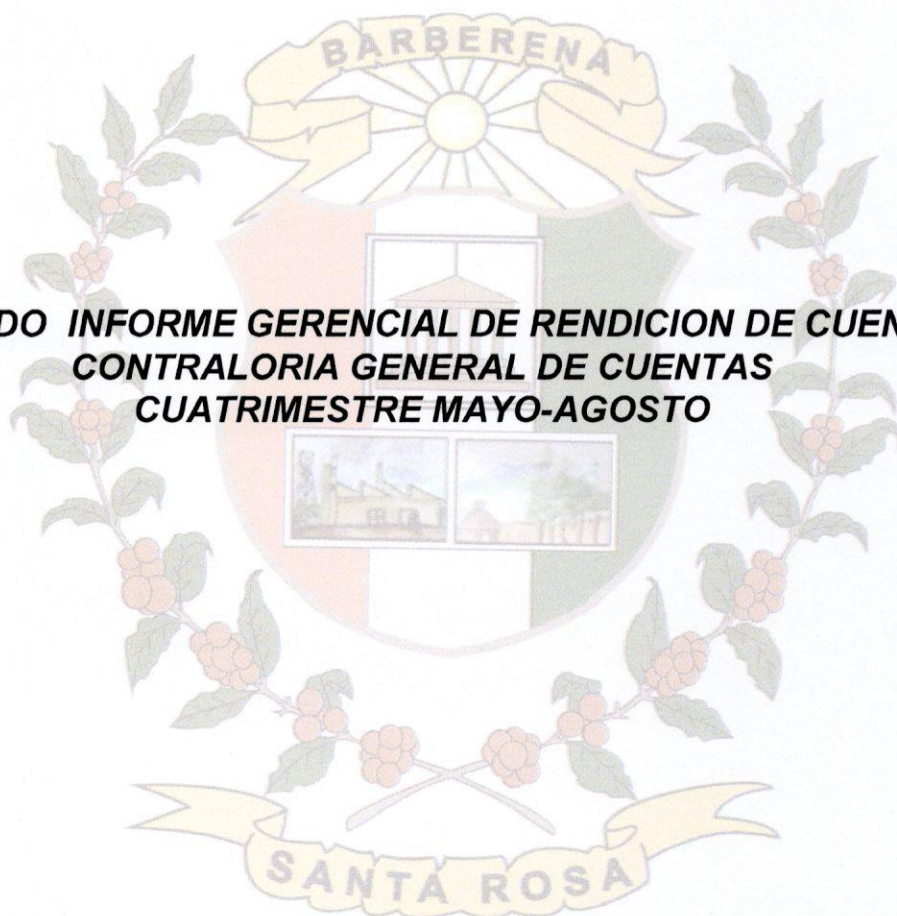 BARBERENA
DO INFORME GERENCIAL DE RENDICION DE CUEN
CONTRALORIA GENERAL DE CUENTAS
CUATRIMESTRE MAYO-AGOSTO
SANTA ROSA